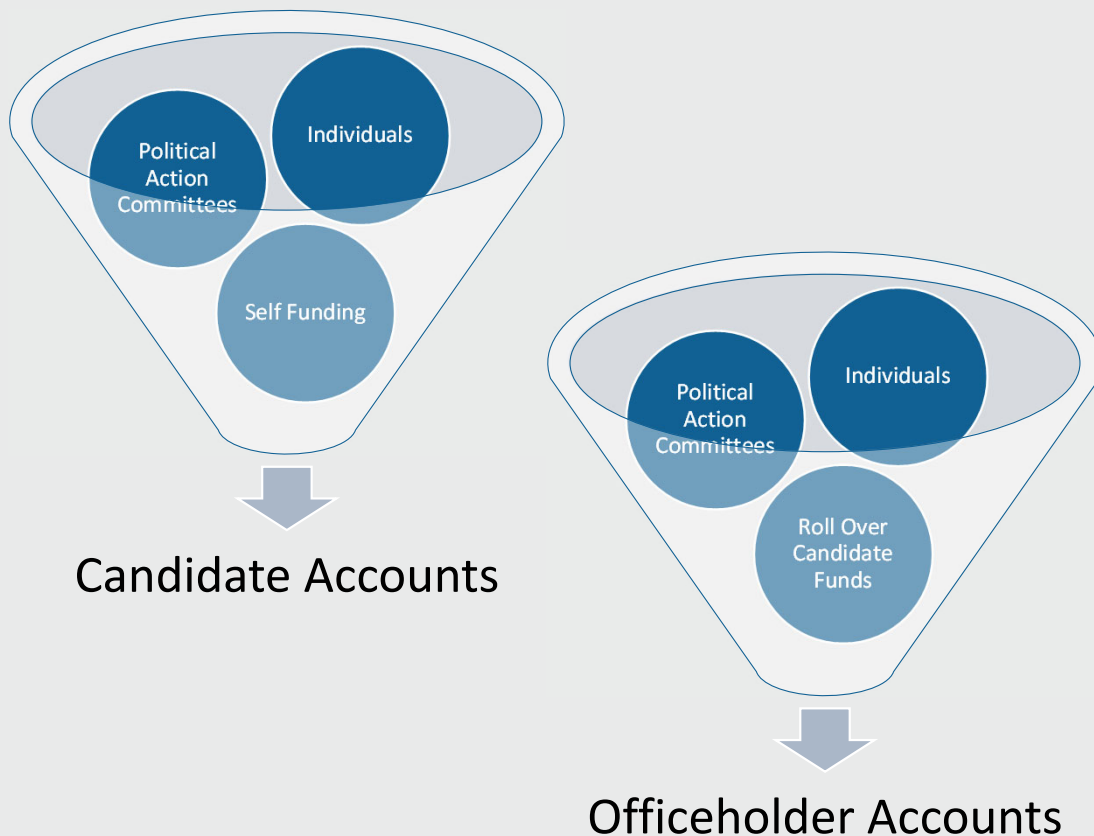 Individuals
Political
Action
Committees
Self Funding
Candidate Accounts
Individuals
Political
Action
Committees
Roll Over
Candidate
Funds
Officeholder Accounts